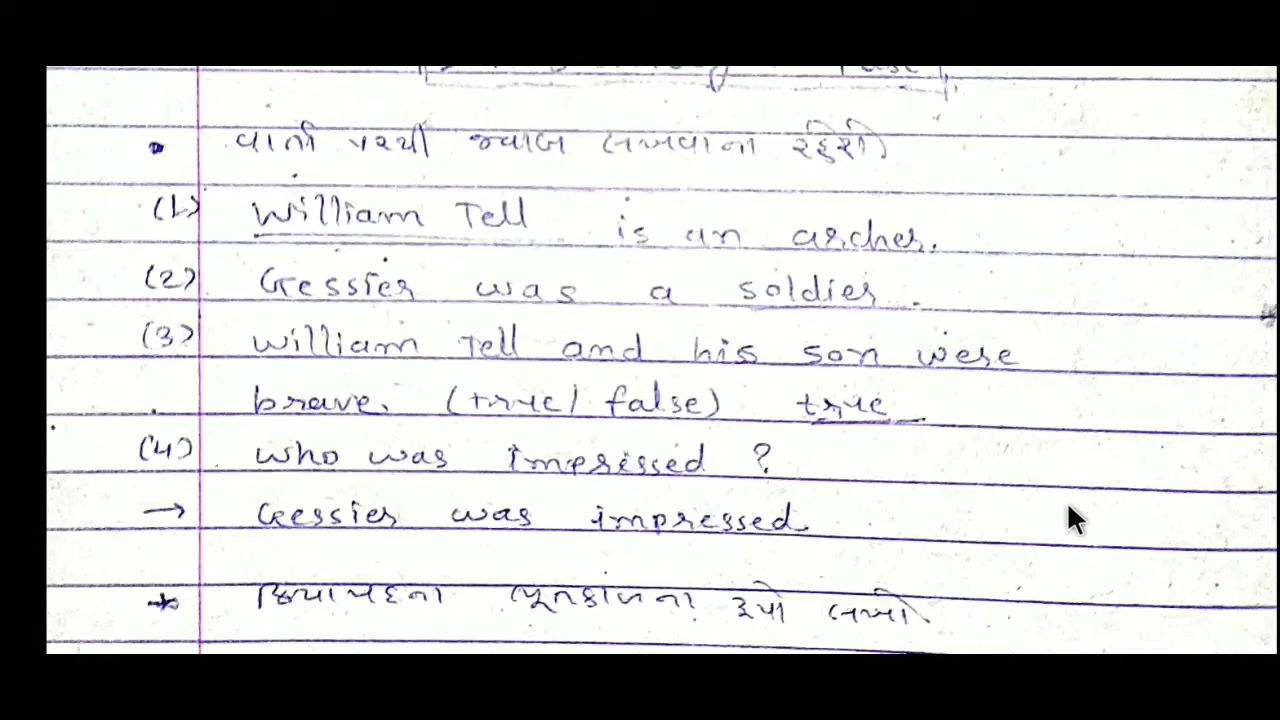 વાર્તા પરથી જવાબ લખવાના રહેશે
(1) William Tell is an archer.
(2) Gessler was a soldier.
(3) William Tell and his son were
brave. (true/false) true
(4) Who was impressed ?
→ Gessler was impressed.
* ક્રિયાપદના ભૂતકાળના રૂપો લખો.